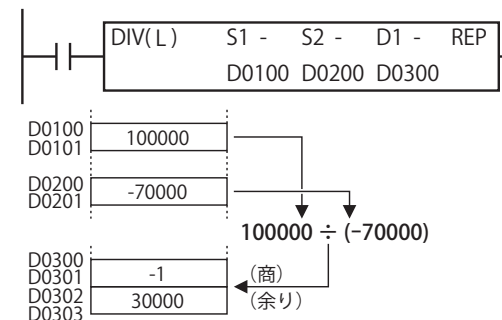 DIV(L) S1 - S2 - D1 - REP
D0100 D0200 D0300
D0100
D0101
100000
D0200
D0201
-70000
100000 ÷ (-70000)
D0300
D0301
-1
(商)
D0302
D0303
30000
(余り)